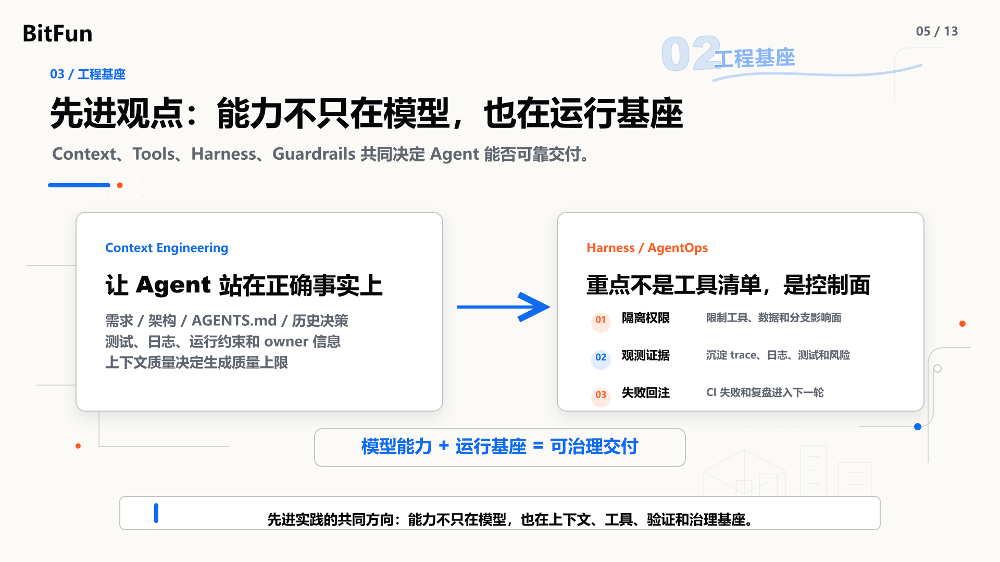 BitFun
05 / 13
02 工程基座
03 / 工程基座
先进观点：能力不只在模型，也在运行基座
Context、Tools、Harness、Guardrails 共同决定 Agent 能否可靠交付。
Context Engineering
让 Agent 站在正确事实上
需求 / 架构 / AGENTS.md / 历史决策
测试、日志、运行约束和 owner 信息
上下文质量决定生成质量上限
Harness / AgentOps
重点不是工具清单，是控制面
01 隔离权限 限制工具、数据和分支影响面
02 观测证据 沉淀 trace、日志、测试和风险
03 失败回注 CI 失败和复盘进入下一轮
模型能力 + 运行基座 = 可治理交付
先进实践的共同方向：能力不只在模型，也在上下文、工具、验证和治理基座。